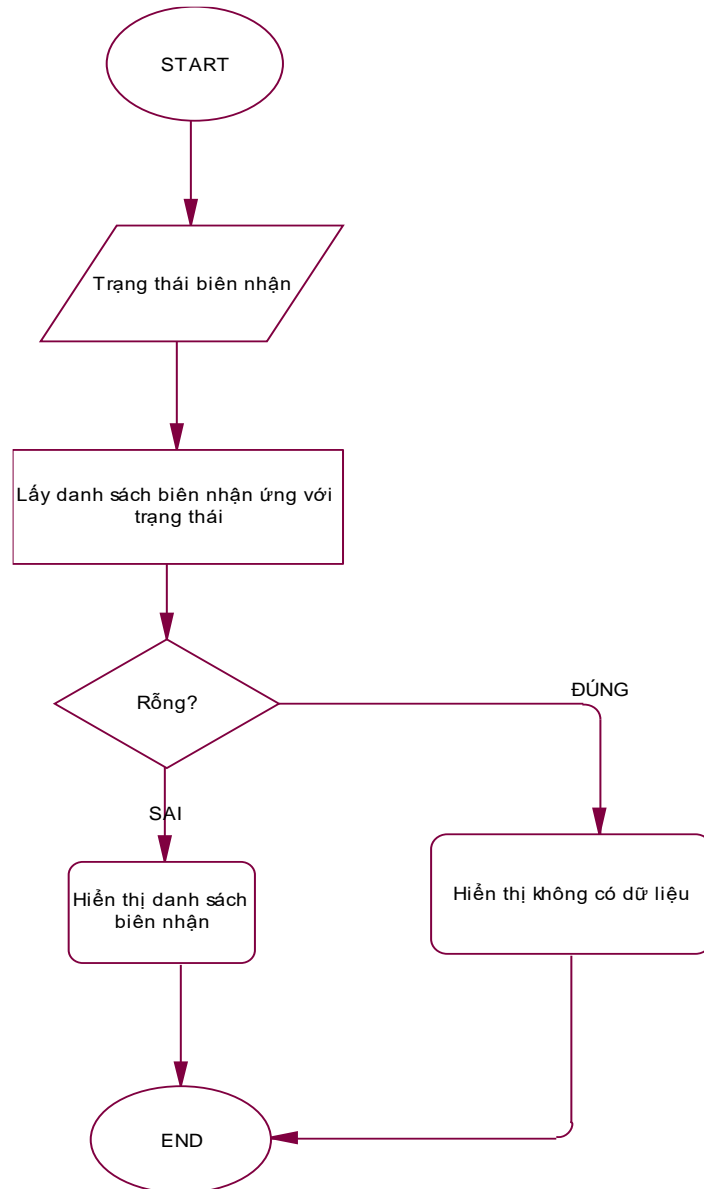 START
Trạng thái biên nhận
Lấy danh sách biên nhận ứng với
trạng thái
Rỗng?
ĐÚNG
SAI
Hiển thị danh sách
biên nhận
Hiển thị không có dữ liệu
END